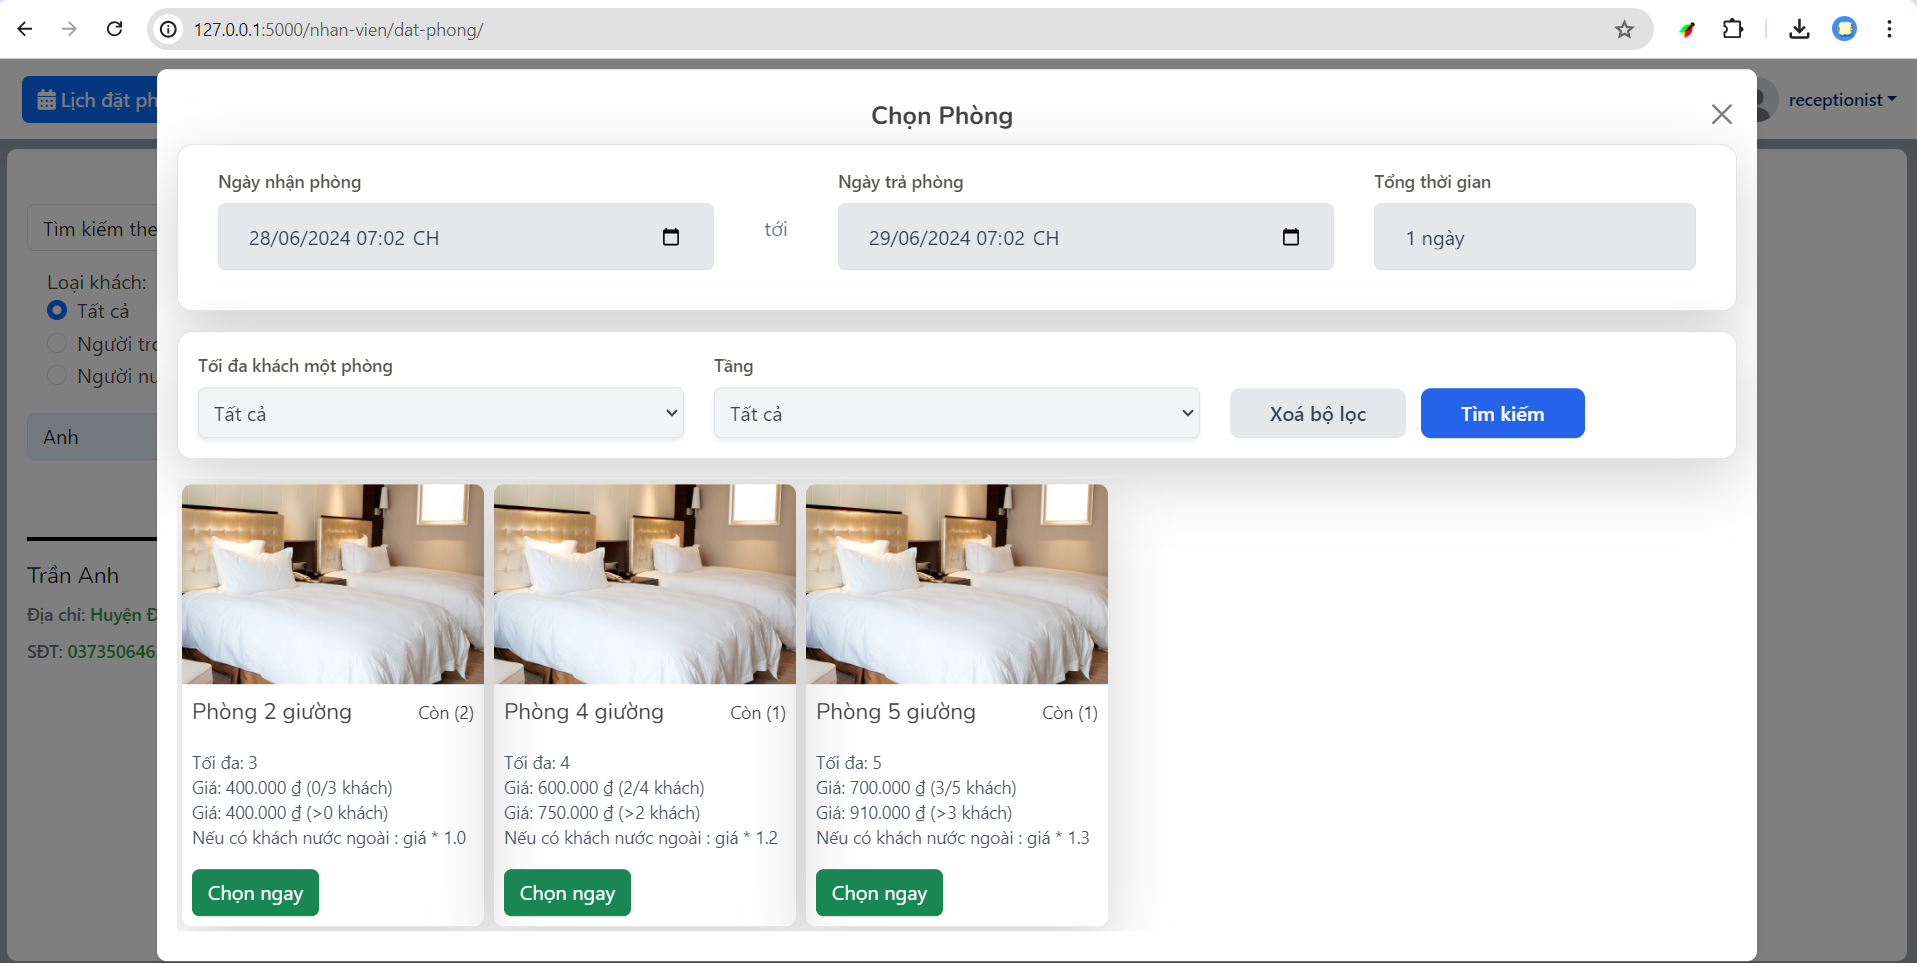 127.0.0.1:5000/nhan-vien/dat-phong/
Lịch đặt ph
receptionist
Chọn Phòng
Ngày nhận phòng
Ngày trả phòng
Tổng thời gian
28/06/2024 07:02 CH
tới
29/06/2024 07:02 CH
1 ngày
Tìm kiếm the
Loại khách:
Tất cả
Người tro
Người nu
Anh
Tối đa khách một phòng
Tầng
Tất cả
Tất cả
Xoá bộ lọc
Tìm kiếm
Trần Anh
Địa chỉ: Huyện Đ
SĐT: 037350646
Phòng 2 giường
Còn (2)
Tối đa: 3
Giá: 400.000 ₫ (0/3 khách)
Giá: 400.000 ₫ (>0 khách)
Nếu có khách nước ngoài : giá * 1.0
Chọn ngay
Phòng 4 giường
Còn (1)
Tối đa: 4
Giá: 600.000 ₫ (2/4 khách)
Giá: 750.000 ₫ (>2 khách)
Nếu có khách nước ngoài : giá * 1.2
Chọn ngay
Phòng 5 giường
Còn (1)
Tối đa: 5
Giá: 700.000 ₫ (3/5 khách)
Giá: 910.000 ₫ (>3 khách)
Nếu có khách nước ngoài : giá * 1.3
Chọn ngay